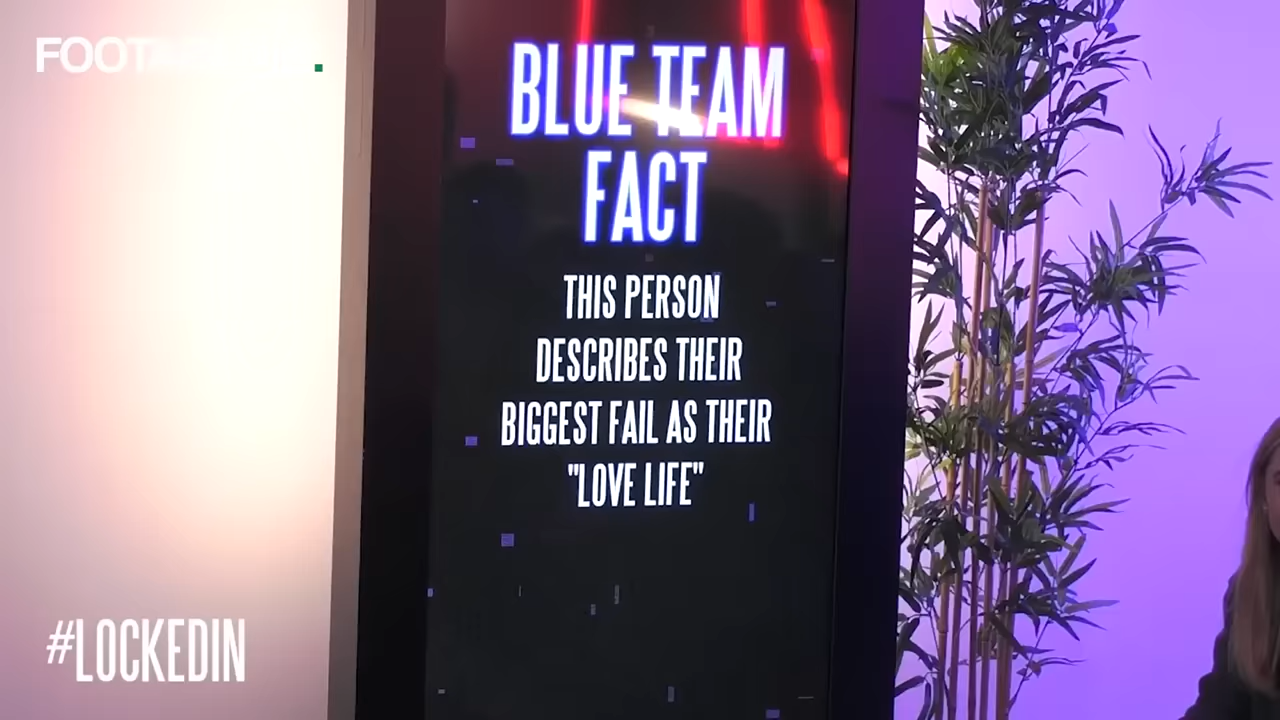 BLUE TEAM
FACT
THIS PERSON
DESCRIBES THEIR
BIGGEST FAIL AS THEIR
"LOVE LIFE"
#LOCKEDIN